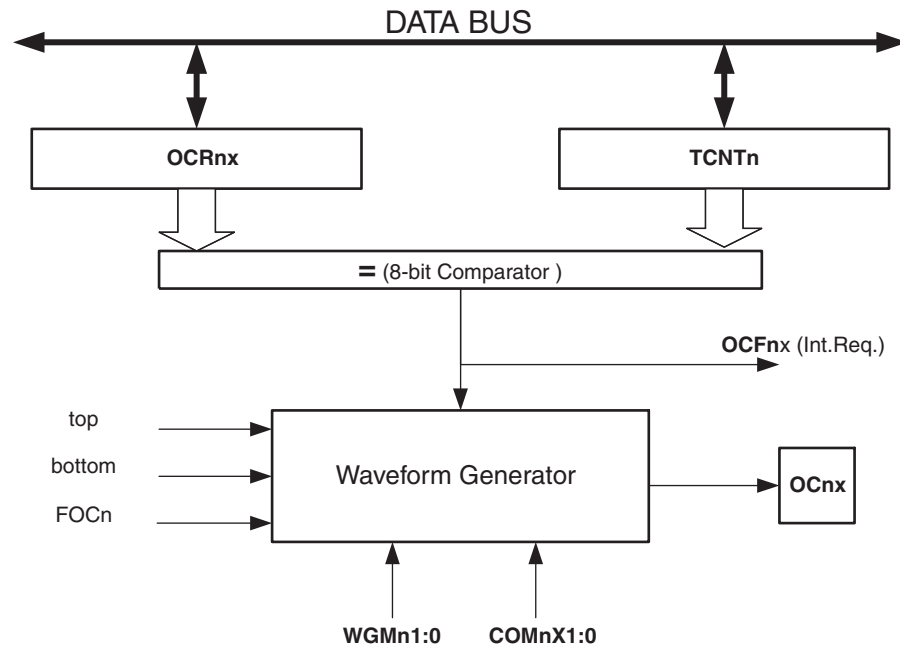 DATA BUS
OCRnx
TCNTn
= (8-bit Comparator )
OCFnx (Int.Req.)
top
bottom
FOCn
Waveform Generator
OCnx
WGMn1:0
COMnX1:0